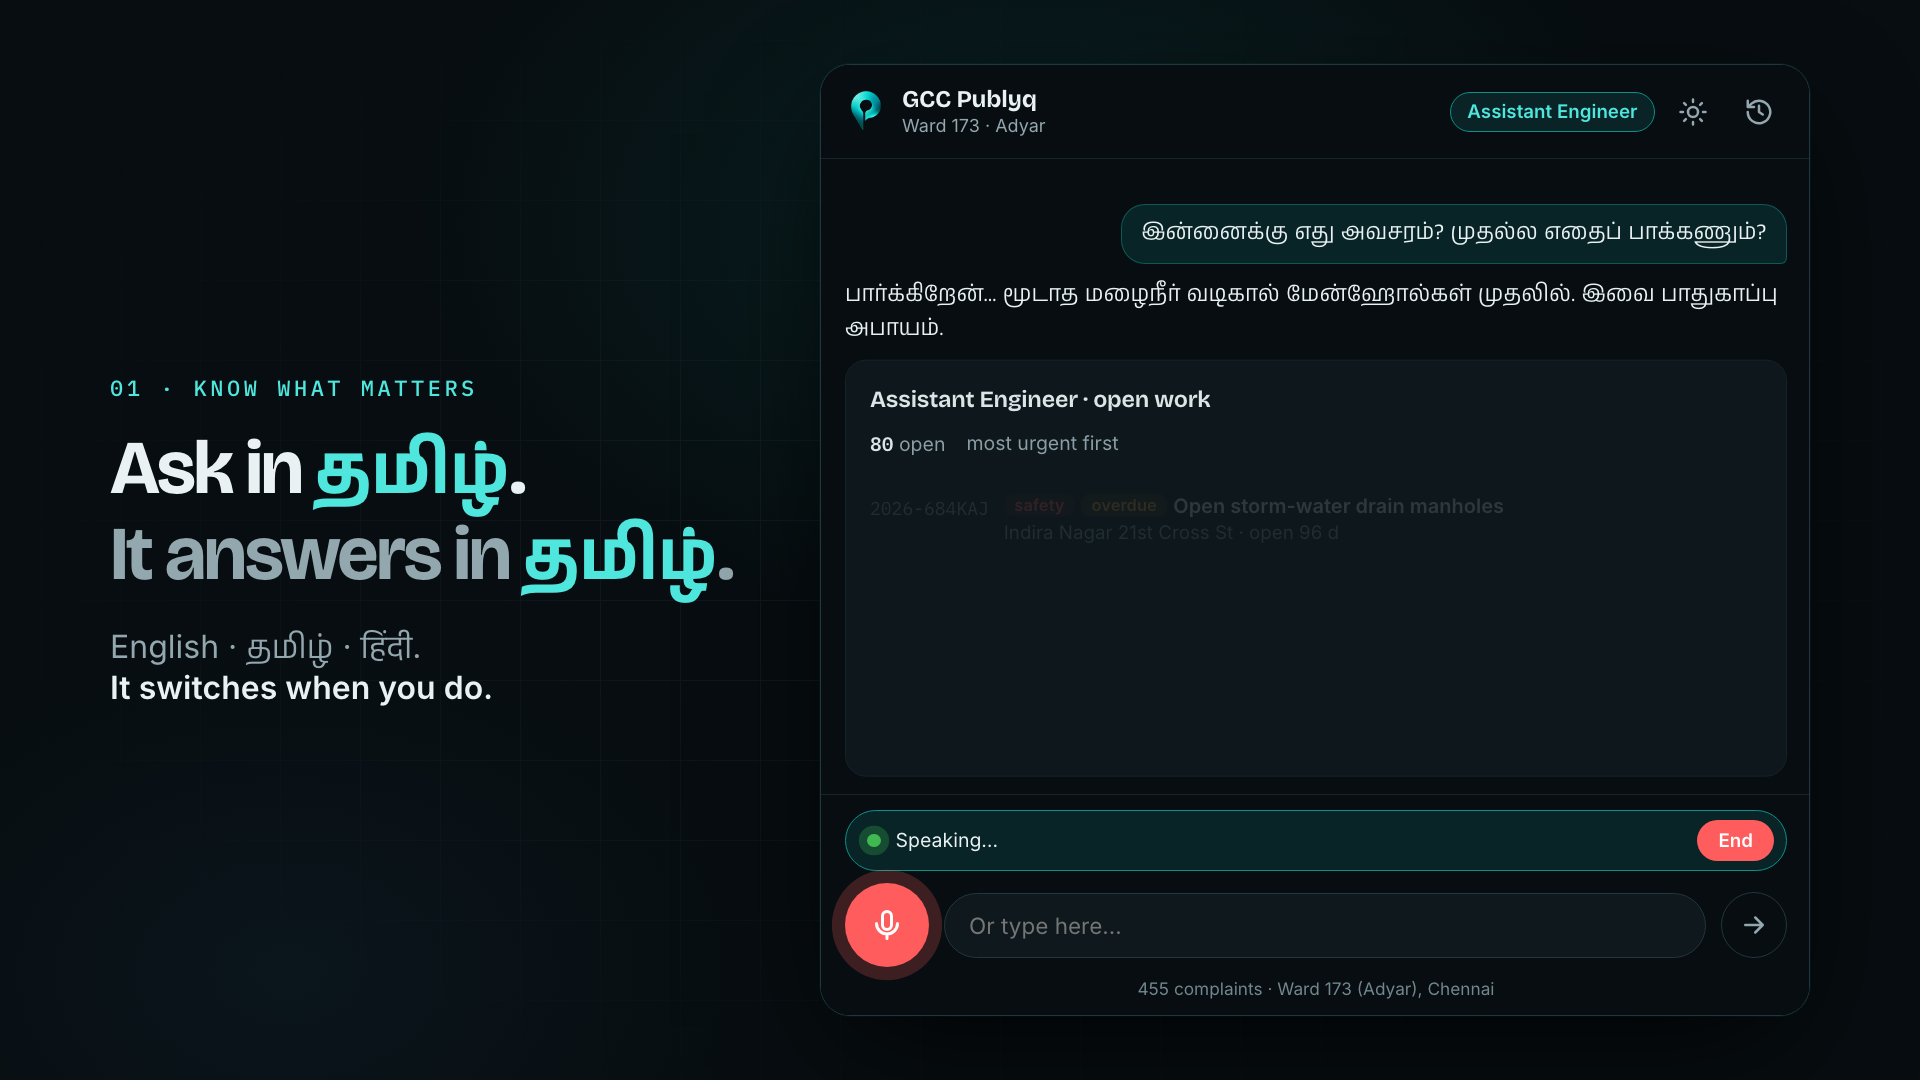 01 · KNOW WHAT MATTERS
Ask in தமிழ்.
It answers in தமிழ்.
English · தமிழ் · हिंदी.
It switches when you do.
GCC Publyq
Ward 173 · Adyar
Assistant Engineer
இன்னைக்கு எது அவசரம்? முதல்ல எதைப் பாக்கணும்?
பார்க்கிறேன்... மூடாத மழைநீர் வடிகால் மேன்ஹோல்கள் முதலில். இவை பாதுகாப்பு
அபாயம்.
Assistant Engineer · open work
80 open most urgent first
2026-684KAJ safety overdue Open storm-water drain manholes
Indira Nagar 21st Cross St · open 96 d
Speaking...
End
Or type here...
455 complaints · Ward 173 (Adyar), Chennai